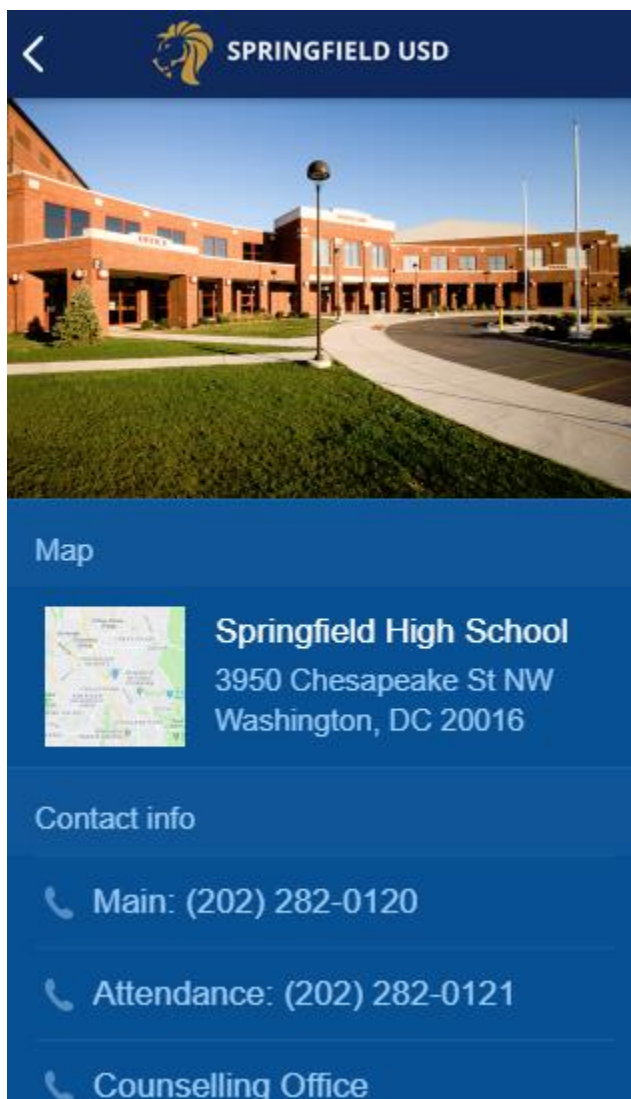 SPRINGFIELD USD
OFFICE
Map
Springfield High School
3950 Chesapeake St NW
Washington, DC 20016
Contact info
Main: (202) 282-0120
Attendance: (202) 282-0121
Counselling Office